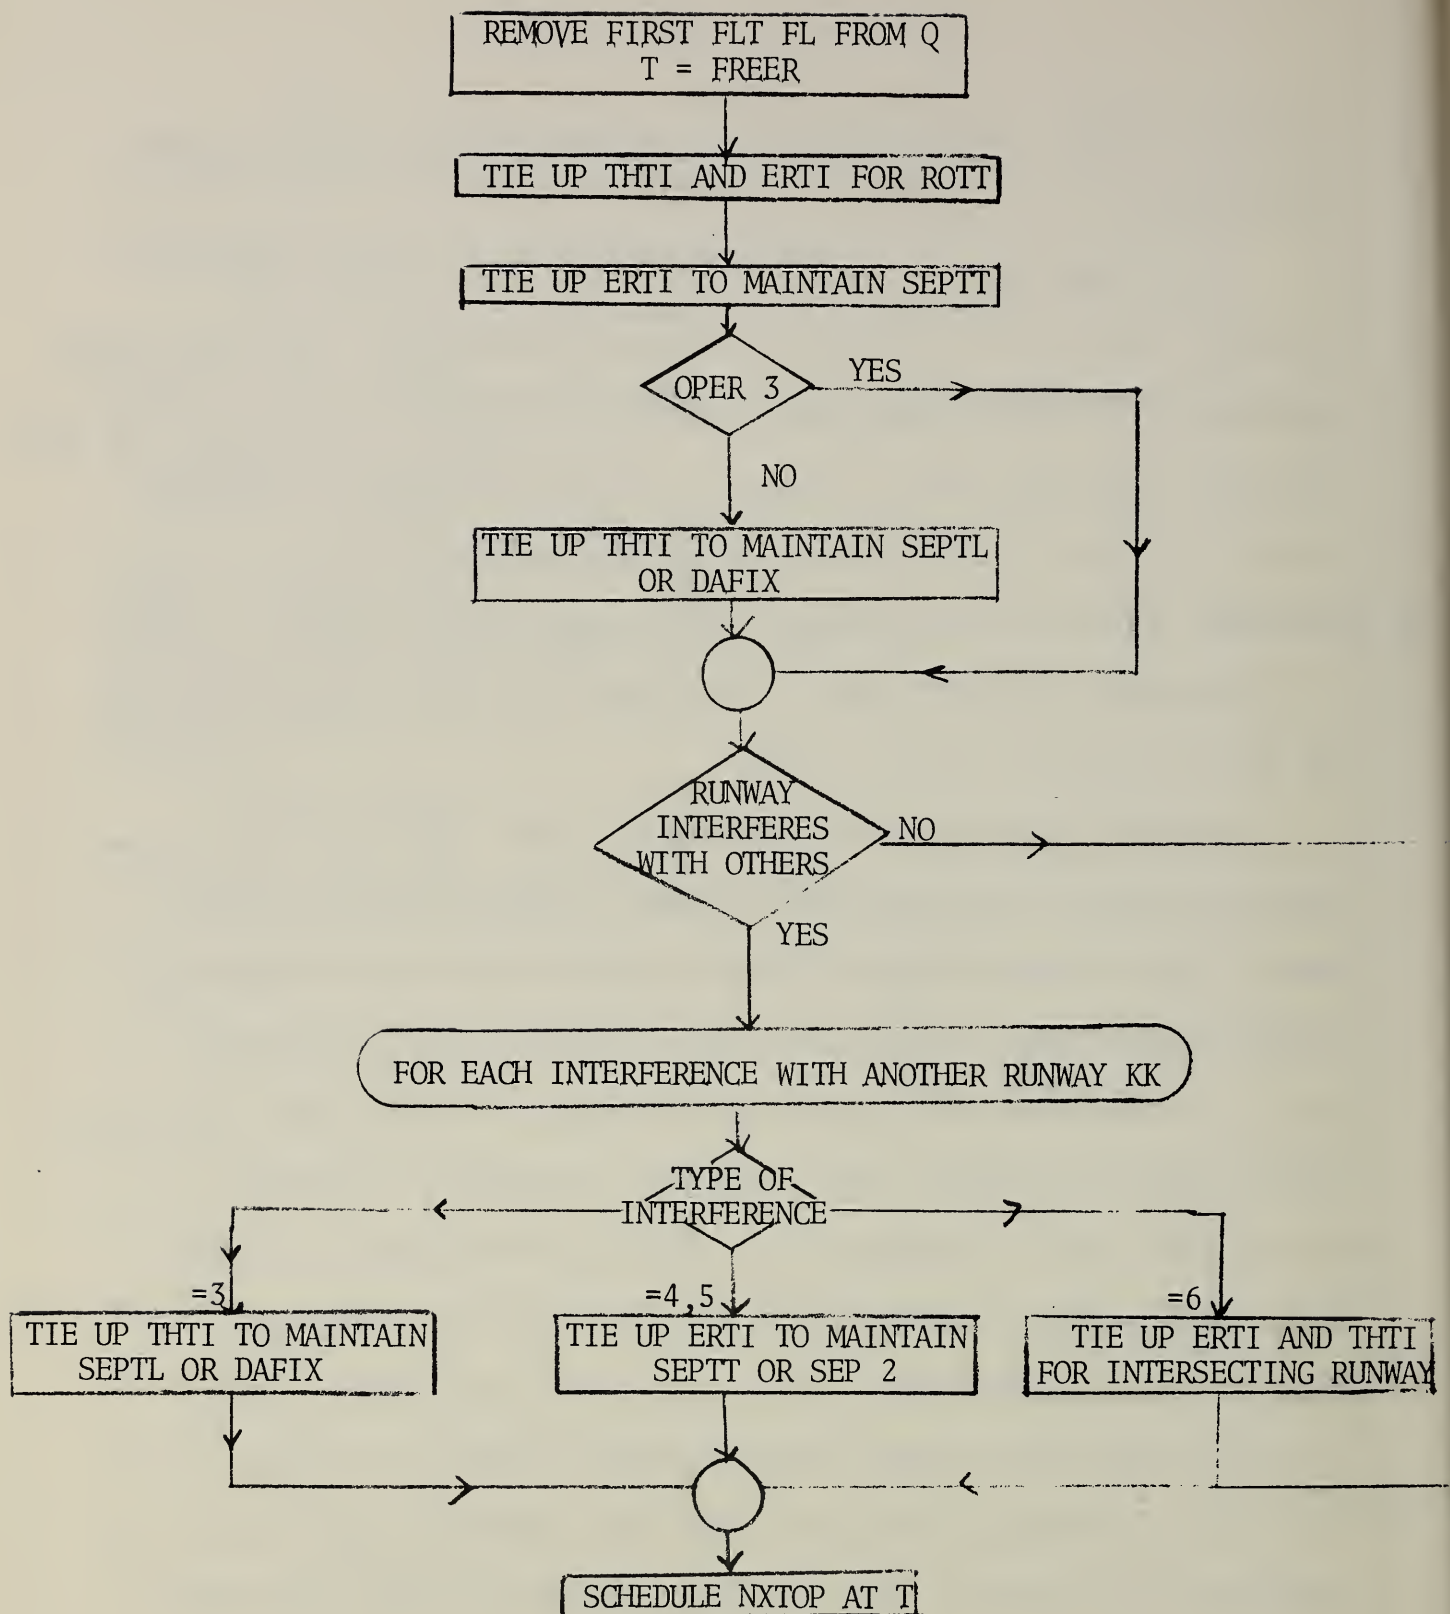 REMOVE FIRST FLT FL FROM Q
T = FREER
TIE UP THTI AND ERTI FOR ROTT
TIE UP ERTI TO MAINTAIN SEPTT
OPER 3
YES
NO
TIE UP THTI TO MAINTAIN SEPTL
OR DAFIX
RUNWAY
INTERFERES
WITH OTHERS
NO
YES
FOR EACH INTERFERENCE WITH ANOTHER RUNWAY KK
TYPE OF
INTERFERENCE
=3
=4,5
=6
TIE UP THTI TO MAINTAIN
SEPTL OR DAFIX
TIE UP ERTI TO MAINTAIN
SEPTT OR SEP 2
TIE UP ERTI AND THTI
FOR INTERSECTING RUNWAY
SCHEDULE NXTOP AT T